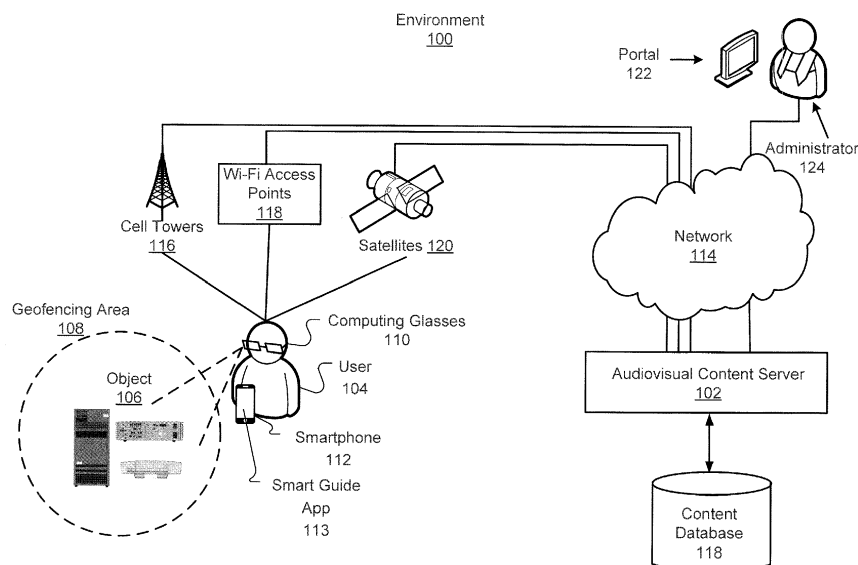 Environment
100
Portal
122
Administrator
124
Wi-Fi Access
Points
118
Cell Towers
116
Satellites 120
Network
114
Geofencing Area
108
Computing Glasses
110
User
104
Object
106
Audiovisual Content Server
102
Smartphone
112
Smart Guide
App
113
Content
Database
118